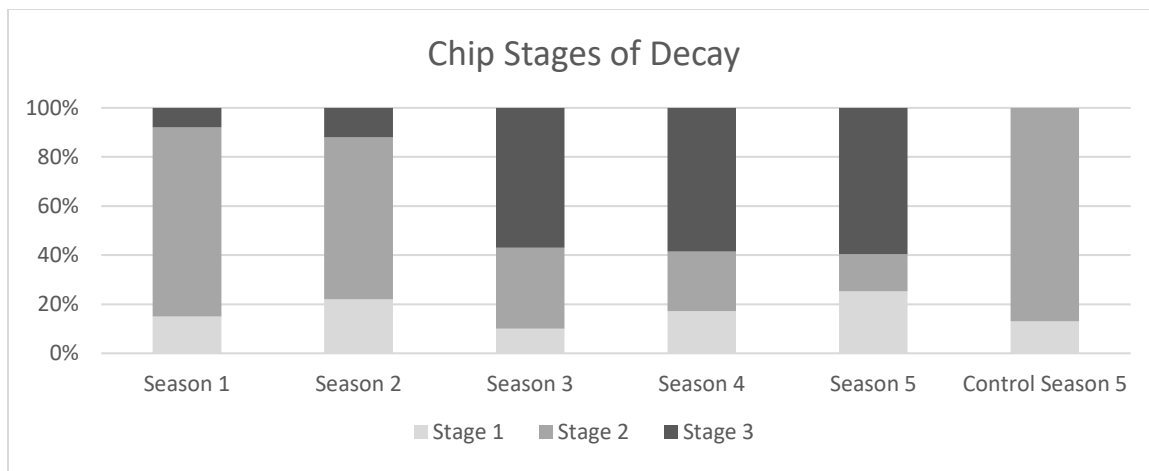 Chip Stages of Decay
100%
80%
60%
40%
20%
0%
Season 1 Season 2 Season 3 Season 4 Season 5 Control Season 5
Stage 1 Stage 2 Stage 3